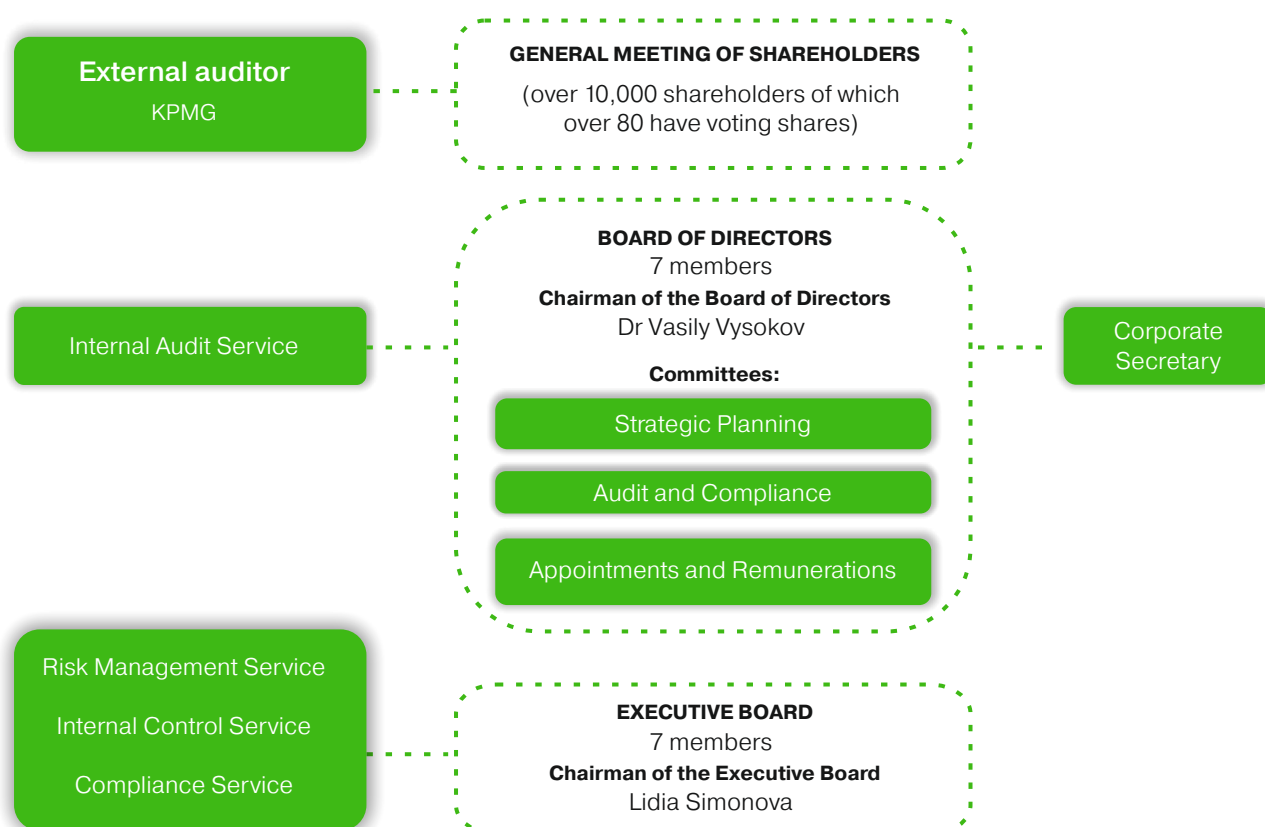 External auditor
KPMG
GENERAL MEETING OF SHAREHOLDERS
(over 10,000 shareholders of which
over 80 have voting shares)
Internal Audit Service
BOARD OF DIRECTORS
7 members
Chairman of the Board of Directors
Dr Vasily Vysokov
Committees:
Strategic Planning
Audit and Compliance
Appointments and Remunerations
Corporate
Secretary
Risk Management Service
Internal Control Service
Compliance Service
EXECUTIVE BOARD
7 members
Chairman of the Executive Board
Lidia Simonova